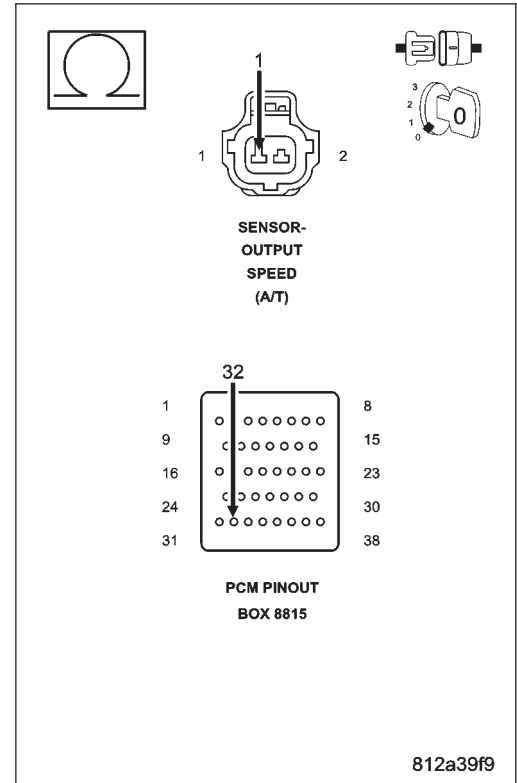 1
3
2
1
0
0
1 2
SENSOR-
OUTPUT
SPEED
(A/T)
32
1 8
9 15
16 23
24 30
31 38
PCM PINOUT
BOX 8815
812a39f9